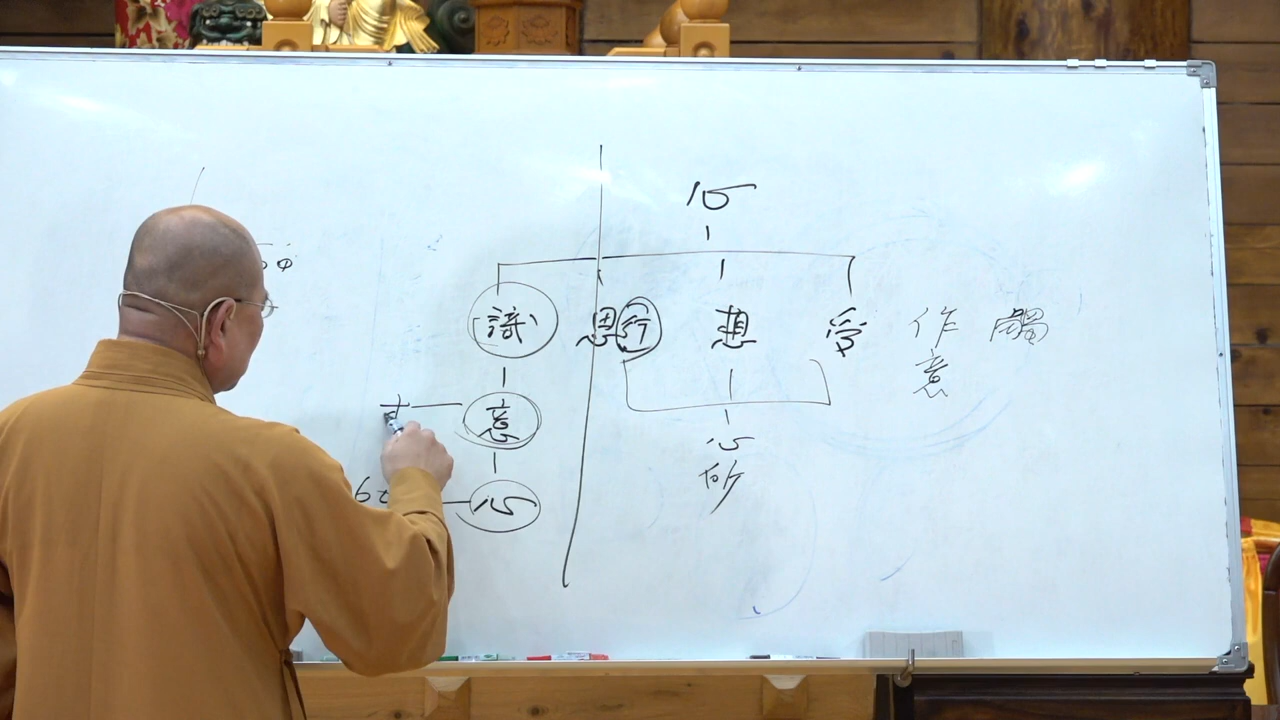 心
識 思 行 想 受 作意 觸
意
心 心所